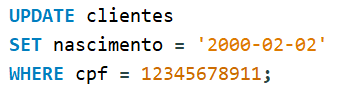 UPDATE clientes
SET nascimento = '2000-02-02'
WHERE cpf = 12345678911;